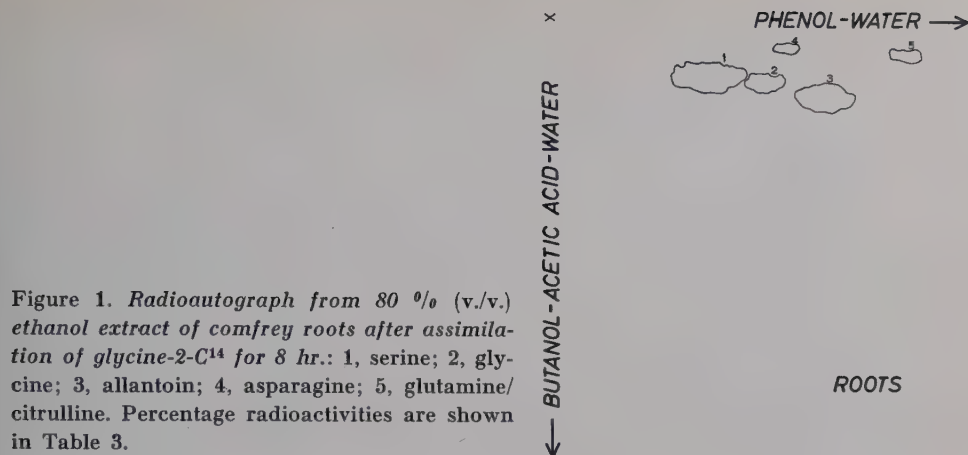 x
PHENOL-WATER →
1
2
3
4
5
← BUTANOL-ACETIC ACID-WATER
ROOTS
Figure 1. Radioautograph from 80 % (v./v.)
ethanol extract of comfrey roots after assimila-
tion of glycine-2-C¹⁴ for 8 hr.: 1, serine; 2, gly-
cine; 3, allantoin; 4, asparagine; 5, glutamine/
citrulline. Percentage radioactivities are shown
in Table 3.